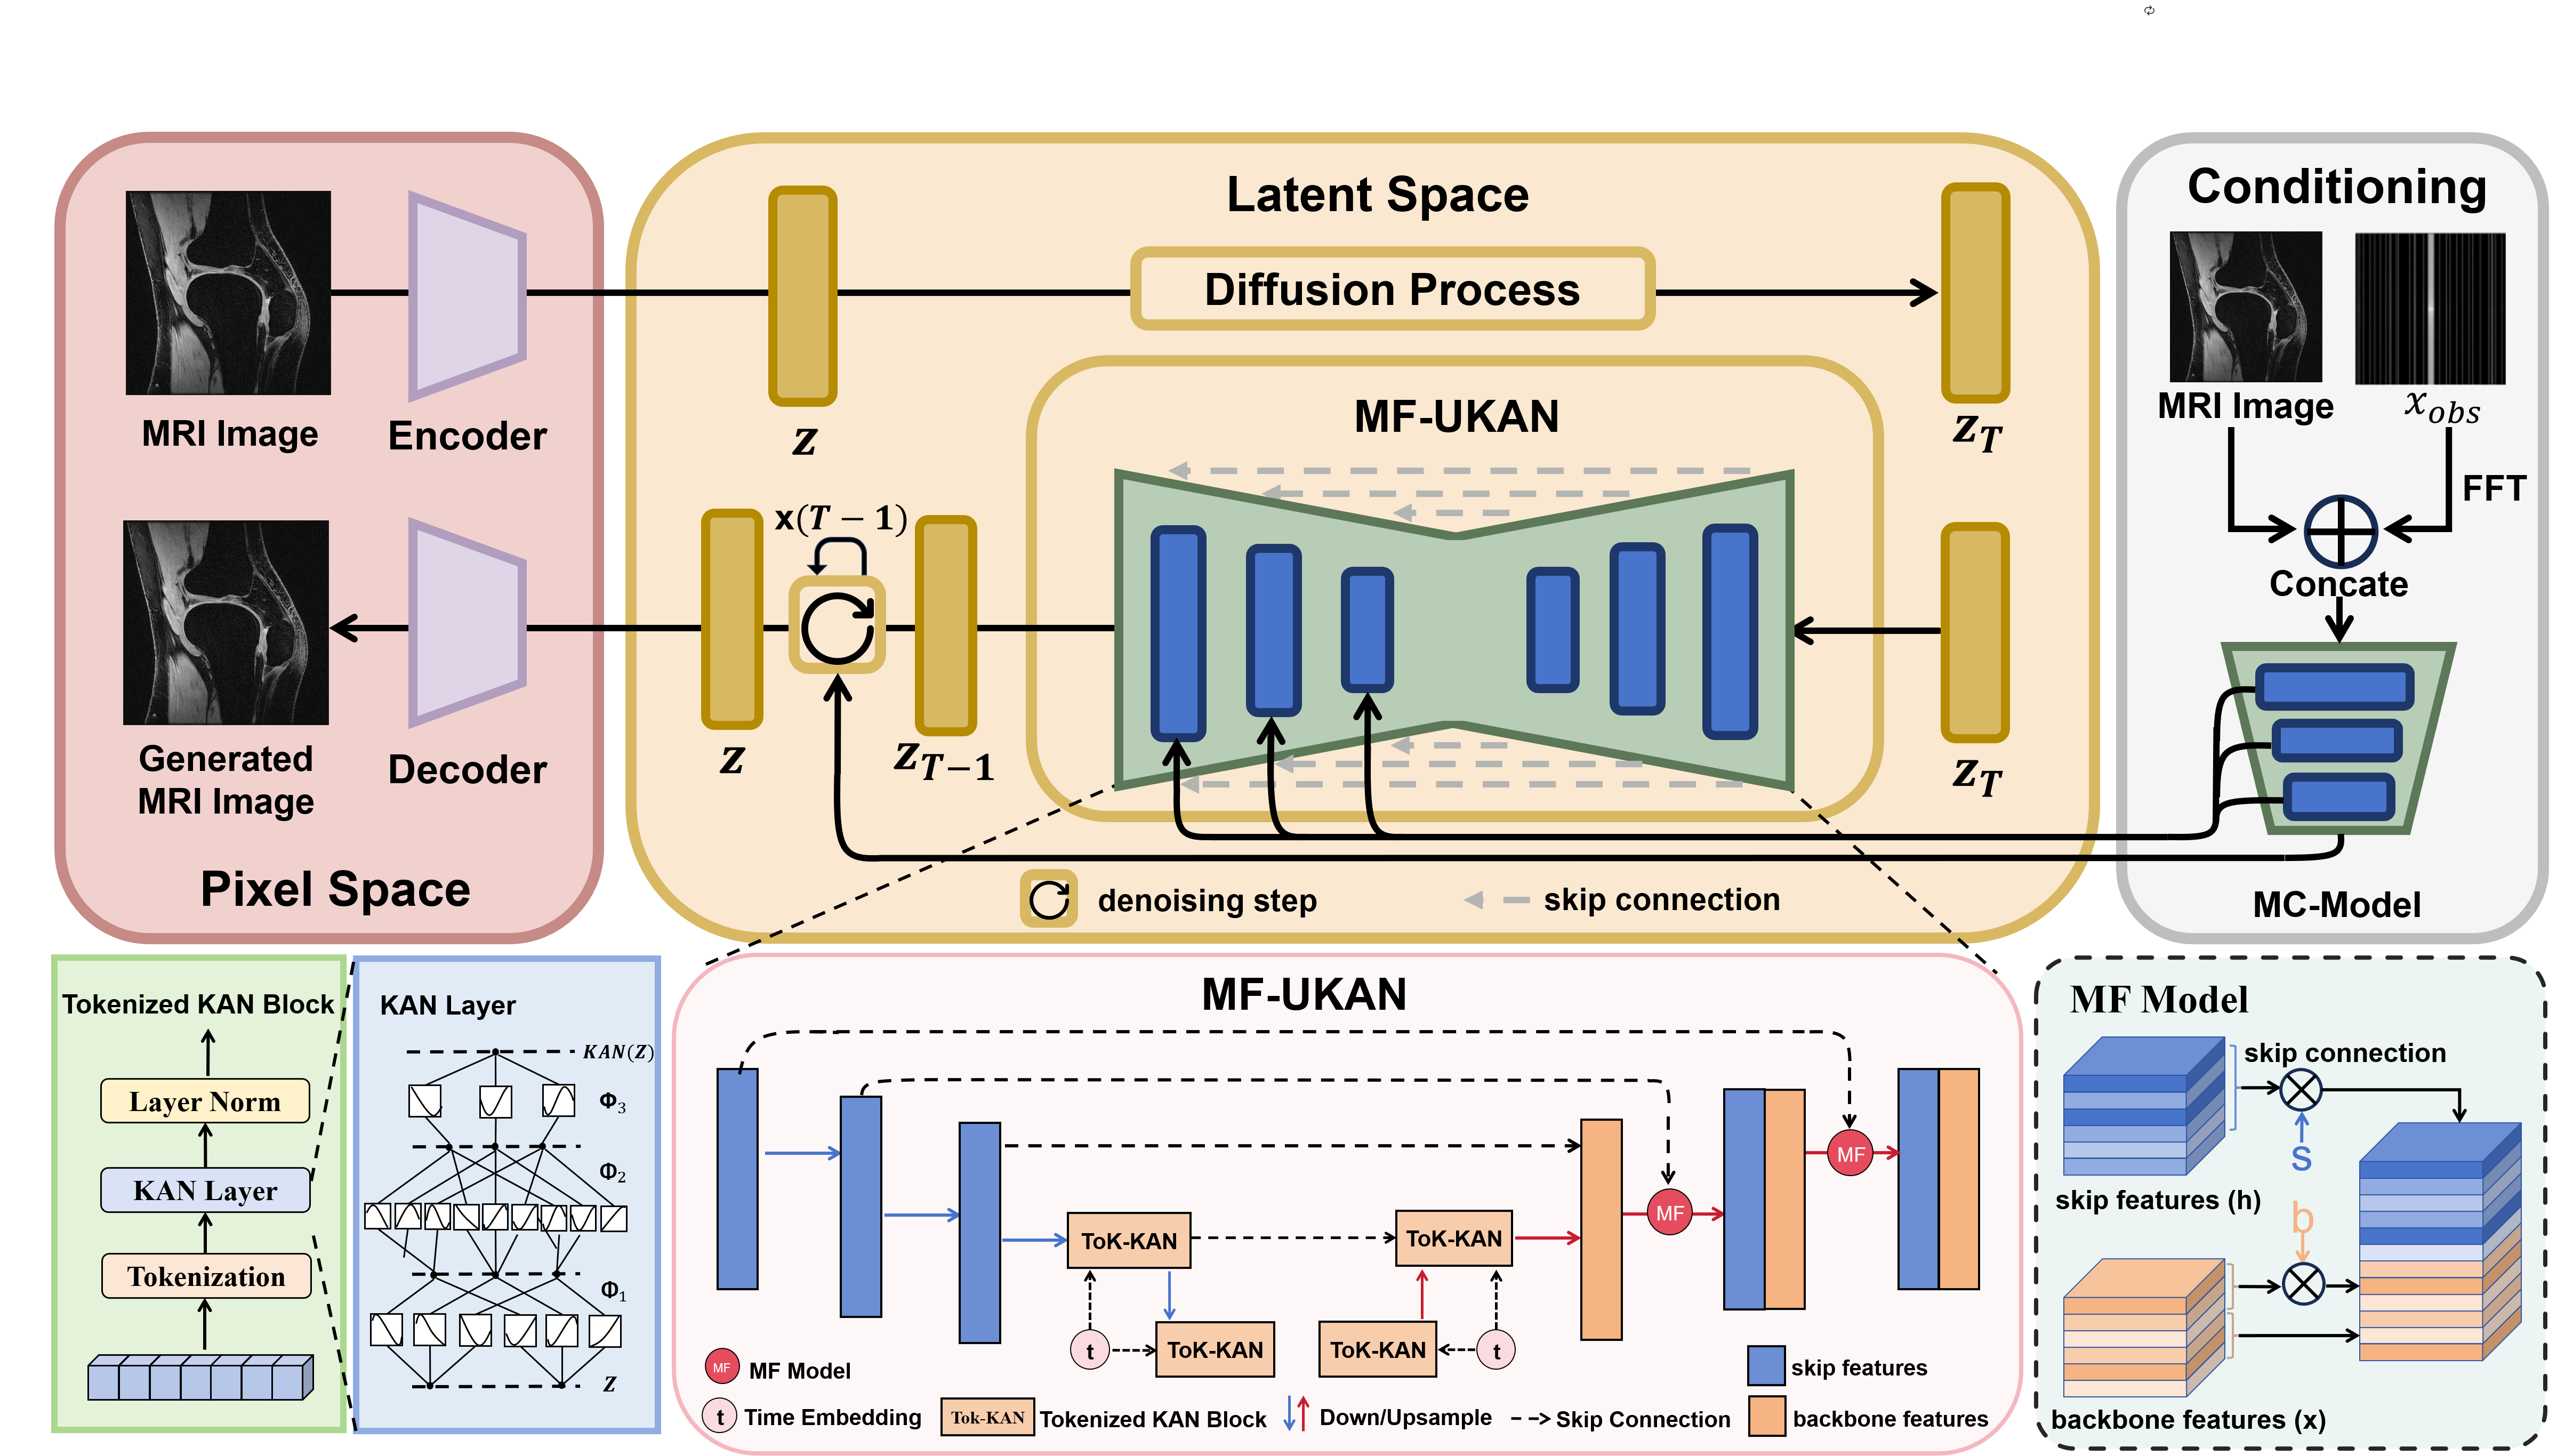 MRI Image
Encoder
Generated
MRI Image
Decoder
Pixel Space
Latent Space
Diffusion Process
z
z_T
MF-UKAN
x(T − 1)
z
z_{T−1}
z_T
denoising step
skip connection
Conditioning
MRI Image
x_{obs}
FFT
Concate
MC-Model
Tokenized KAN Block
Layer Norm
KAN Layer
Tokenization
KAN Layer
KAN(Z)
Φ_3
Φ_2
Φ_1
Z
MF-UKAN
MF
MF
ToK-KAN
ToK-KAN
t
ToK-KAN
ToK-KAN
t
MF
MF Model
skip features
t
Time Embedding
Tok-KAN
Tokenized KAN Block
Down/Upsample
Skip Connection
backbone features
MF Model
skip connection
S
skip features (h)
b
backbone features (x)